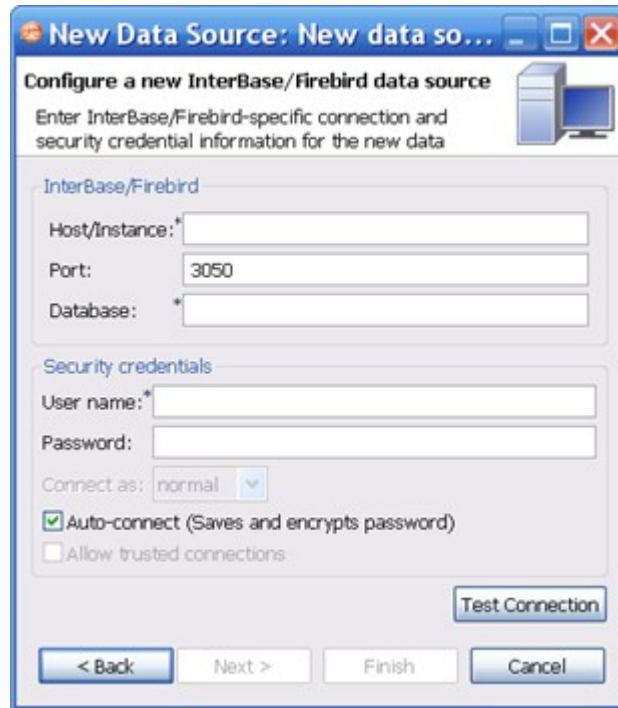 New Data Source: New data so...
Configure a new InterBase/Firebird data source
Enter InterBase/Firebird-specific connection and
security credential information for the new data
InterBase/Firebird
Host/Instance:*
Port: 3050
Database: *
Security credentials
User name:*
Password:
Connect as: normal
Auto-connect (Saves and encrypts password)
Allow trusted connections
Test Connection
< Back Next > Finish Cancel